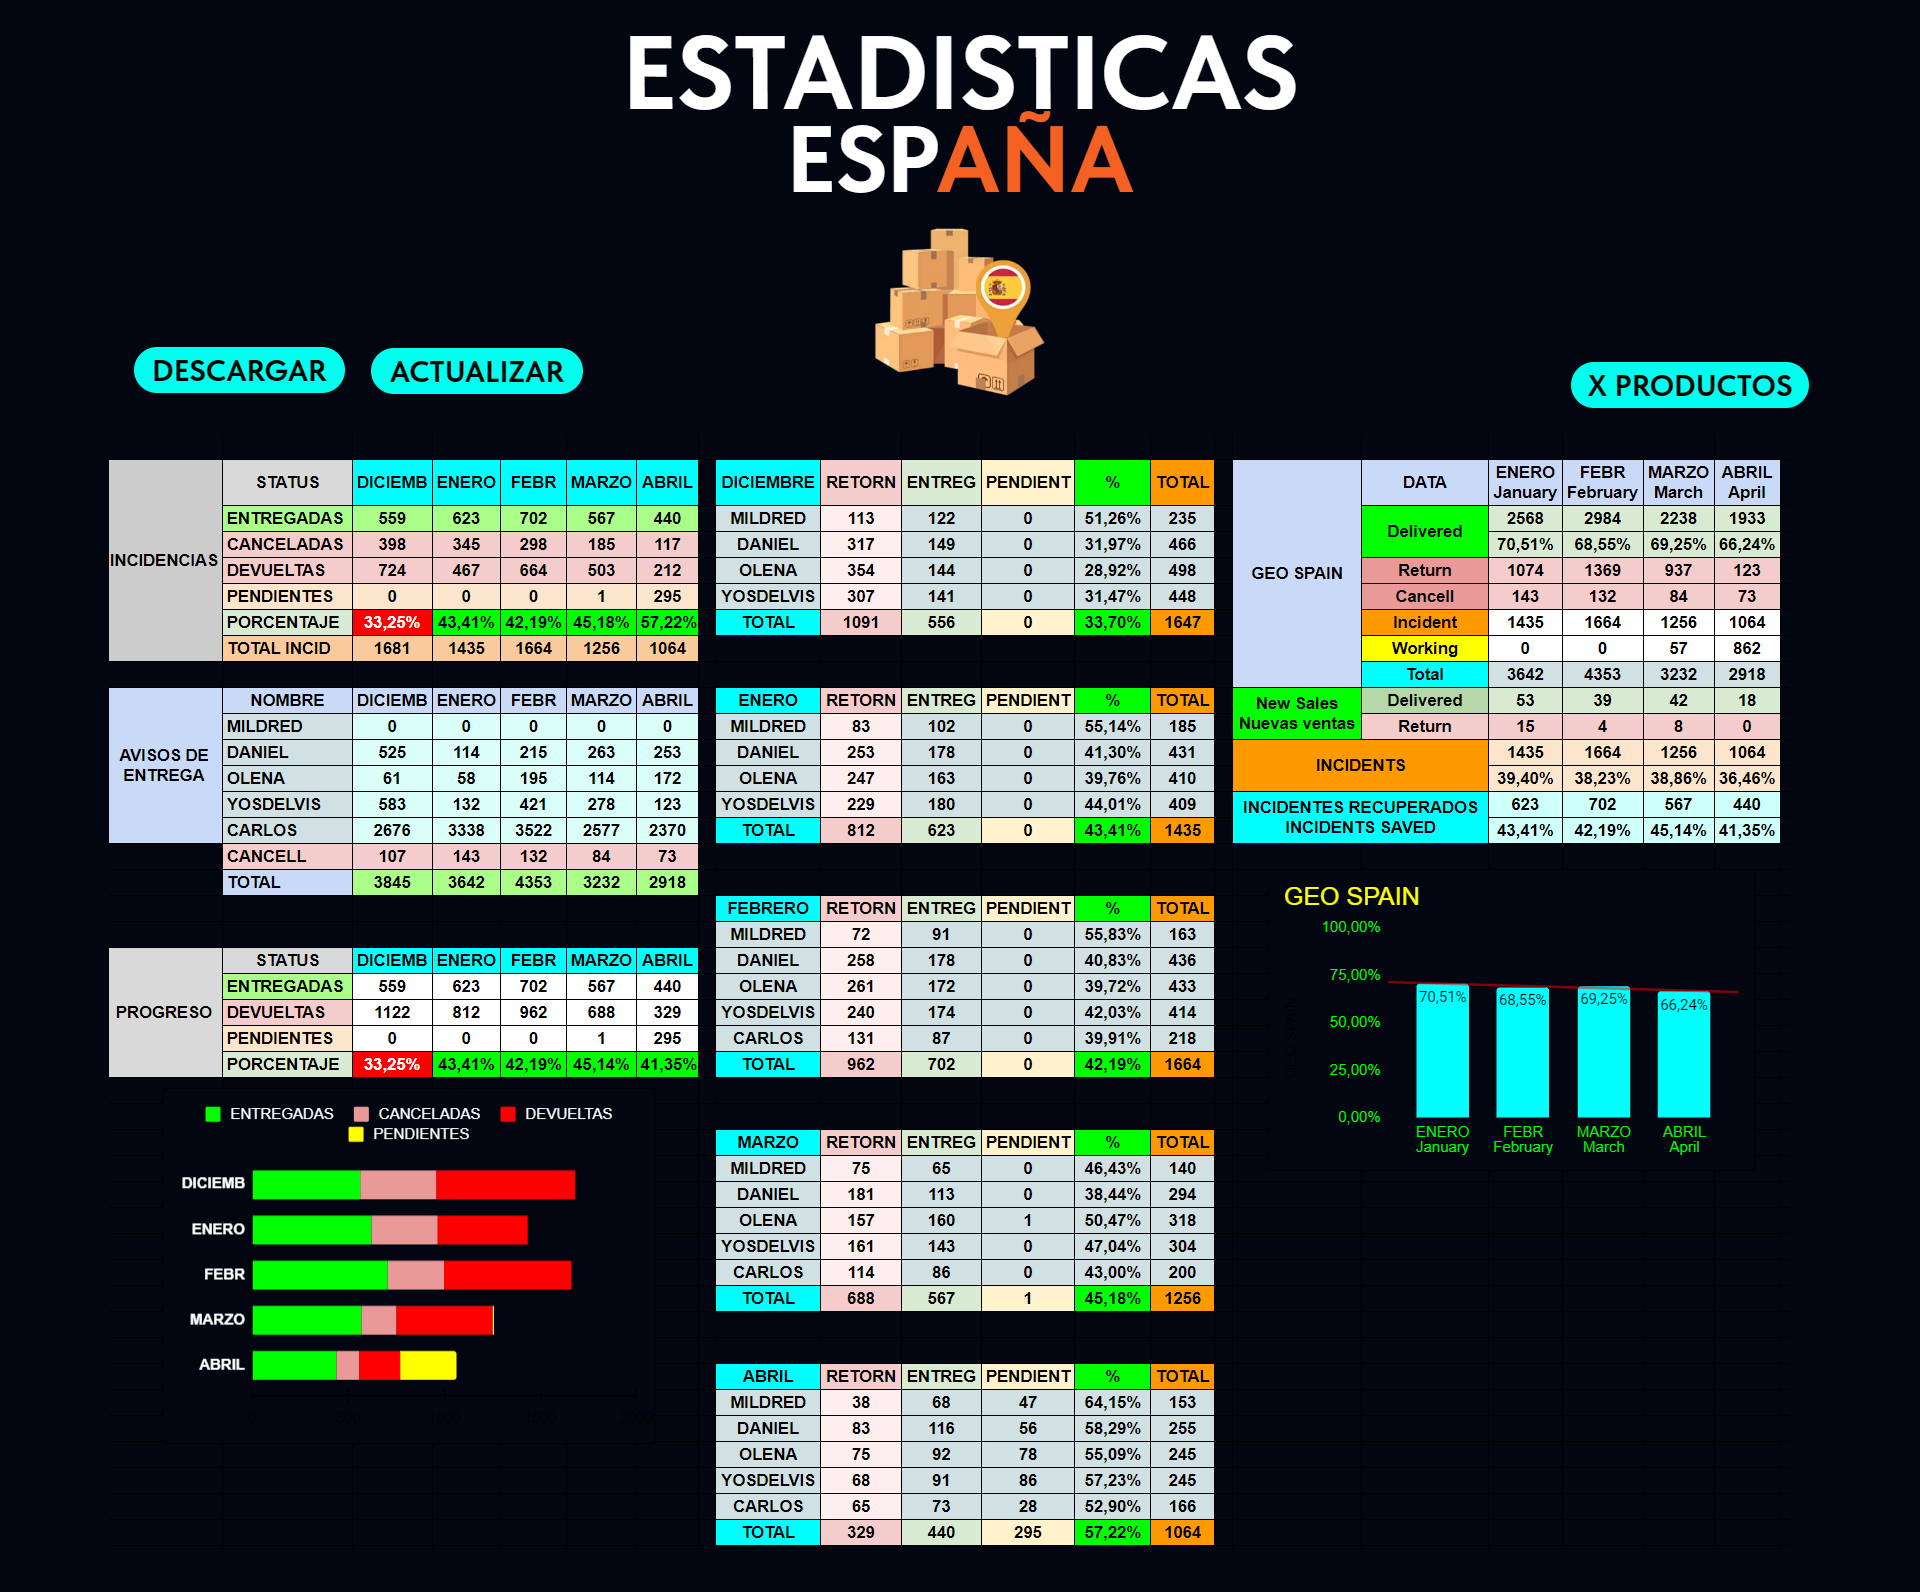 ESTADISTICAS
ESPAÑA
DESCARGAR
ACTUALIZAR
X PRODUCTOS
INCIDENCIAS
STATUS DICIEMB ENERO FEBR MARZO ABRIL
ENTREGADAS 559 623 702 567 440
CANCELADAS 398 345 298 185 117
DEVUELTAS 724 467 664 503 212
PENDIENTES 0 0 0 1 295
PORCENTAJE 33,25% 43,41% 42,19% 45,18% 57,22%
TOTAL INCID 1681 1435 1664 1256 1064
AVISOS DE
ENTREGA
NOMBRE DICIEMB ENERO FEBR MARZO ABRIL
MILDRED 0 0 0 0 0
DANIEL 525 114 215 263 253
OLENA 61 58 195 114 172
YOSDELVIS 583 132 421 278 123
CARLOS 2676 3338 3522 2577 2370
CANCELL 107 143 132 84 73
TOTAL 3845 3642 4353 3232 2918
PROGRESO
STATUS DICIEMB ENERO FEBR MARZO ABRIL
ENTREGADAS 559 623 702 567 440
DEVUELTAS 1122 812 962 688 329
PENDIENTES 0 0 0 1 295
PORCENTAJE 33,25% 43,41% 42,19% 45,14% 41,35%
ENTREGADAS CANCELADAS DEVUELTAS
PENDIENTES
DICIEMB
ENERO
FEBR
MARZO
ABRIL
0 500 1000 1500 2000
DICIEMBRE RETORN ENTREG PENDIENT % TOTAL
MILDRED 113 122 0 51,26% 235
DANIEL 317 149 0 31,97% 466
OLENA 354 144 0 28,92% 498
YOSDELVIS 307 141 0 31,47% 448
TOTAL 1091 556 0 33,70% 1647
ENERO RETORN ENTREG PENDIENT % TOTAL
MILDRED 83 102 0 55,14% 185
DANIEL 253 178 0 41,30% 431
OLENA 247 163 0 39,76% 410
YOSDELVIS 229 180 0 44,01% 409
TOTAL 812 623 0 43,41% 1435
FEBRERO RETORN ENTREG PENDIENT % TOTAL
MILDRED 72 91 0 55,83% 163
DANIEL 258 178 0 40,83% 436
OLENA 261 172 0 39,72% 433
YOSDELVIS 240 174 0 42,03% 414
CARLOS 131 87 0 39,91% 218
TOTAL 962 702 0 42,19% 1664
MARZO RETORN ENTREG PENDIENT % TOTAL
MILDRED 75 65 0 46,43% 140
DANIEL 181 113 0 38,44% 294
OLENA 157 160 1 50,47% 318
YOSDELVIS 161 143 0 47,04% 304
CARLOS 114 86 0 43,00% 200
TOTAL 688 567 1 45,18% 1256
ABRIL RETORN ENTREG PENDIENT % TOTAL
MILDRED 38 68 47 64,15% 153
DANIEL 83 116 56 58,29% 255
OLENA 75 92 78 55,09% 245
YOSDELVIS 68 91 86 57,23% 245
CARLOS 65 73 28 52,90% 166
TOTAL 329 440 295 57,22% 1064
GEO SPAIN
DATA ENERO FEBR MARZO ABRIL
January February March April
Delivered 2568 2984 2238 1933
70,51% 68,55% 69,25% 66,24%
Return 1074 1369 937 123
Cancell 143 132 84 73
Incident 1435 1664 1256 1064
Working 0 0 57 862
Total 3642 4353 3232 2918
New Sales
Nuevas ventas
Delivered 53 39 42 18
Return 15 4 8 0
INCIDENTS
1435 1664 1256 1064
39,40% 38,23% 38,86% 36,46%
INCIDENTES RECUPERADOS
INCIDENTS SAVED
623 702 567 440
43,41% 42,19% 45,14% 41,35%
GEO SPAIN
100,00%
75,00%
50,00%
25,00%
0,00%
GEO SPAIN
70,51% 68,55% 69,25% 66,24%
ENERO FEBR MARZO ABRIL
January February March April